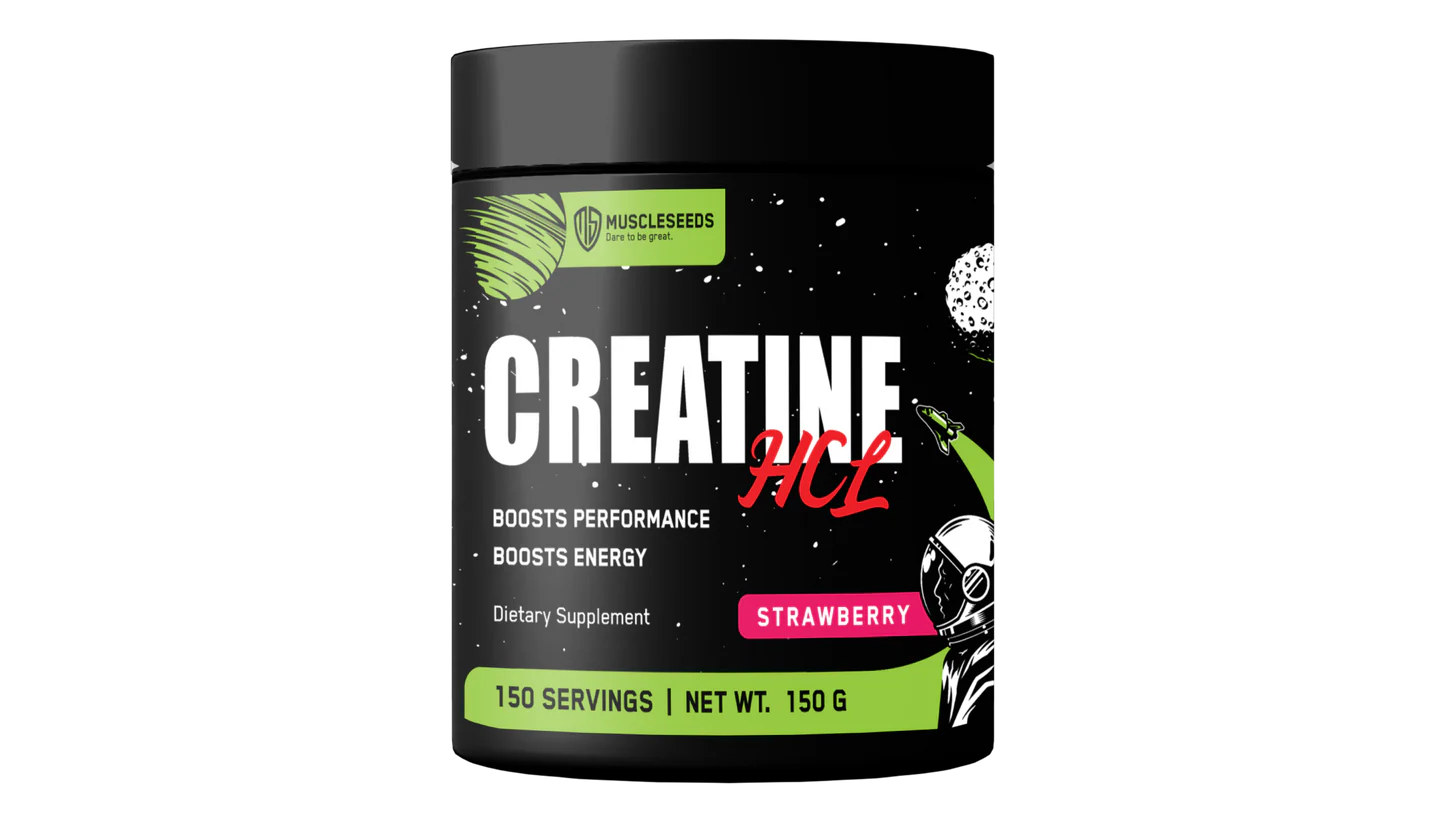 MS
MUSCLESEEDS
Dare to be great.
CREATINE
HCL
BOOSTS PERFORMANCE
BOOSTS ENERGY
Dietary Supplement
STRAWBERRY
150 SERVINGS | NET WT. 150 G